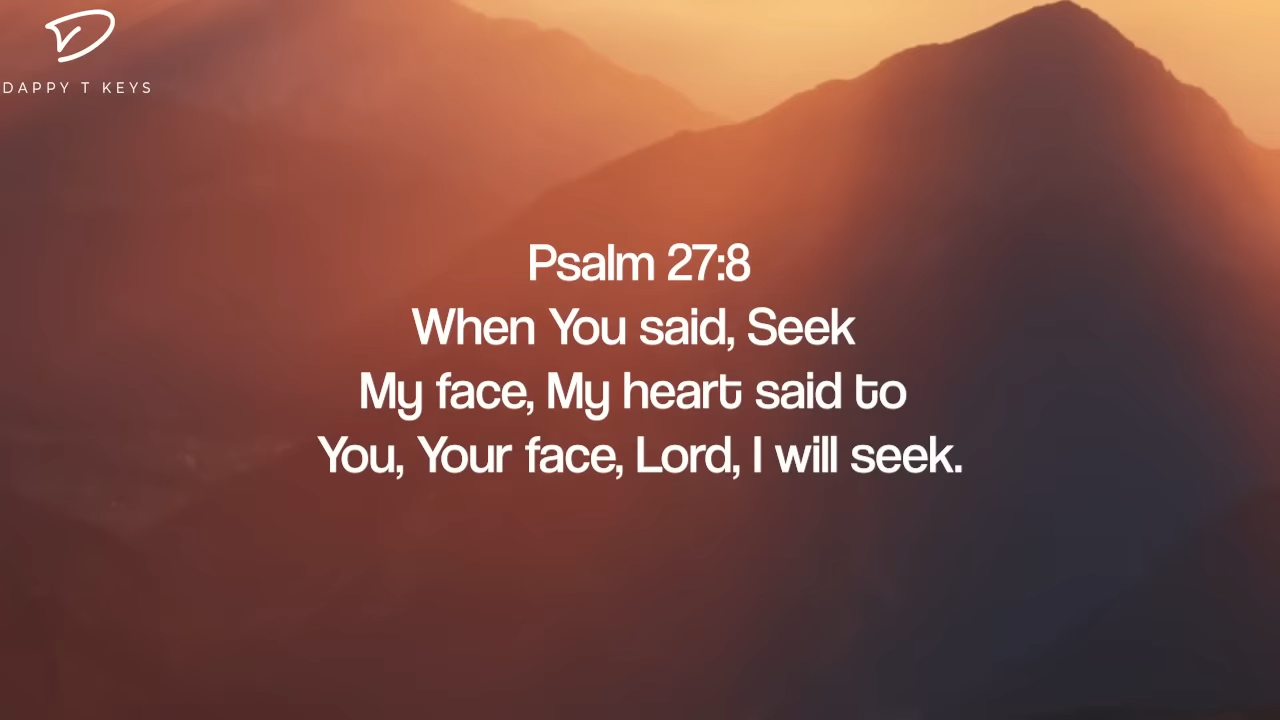 DAPPY T KEYS
Psalm 27:8
When You said, Seek
My face, My heart said to
You, Your face, Lord, I will seek.